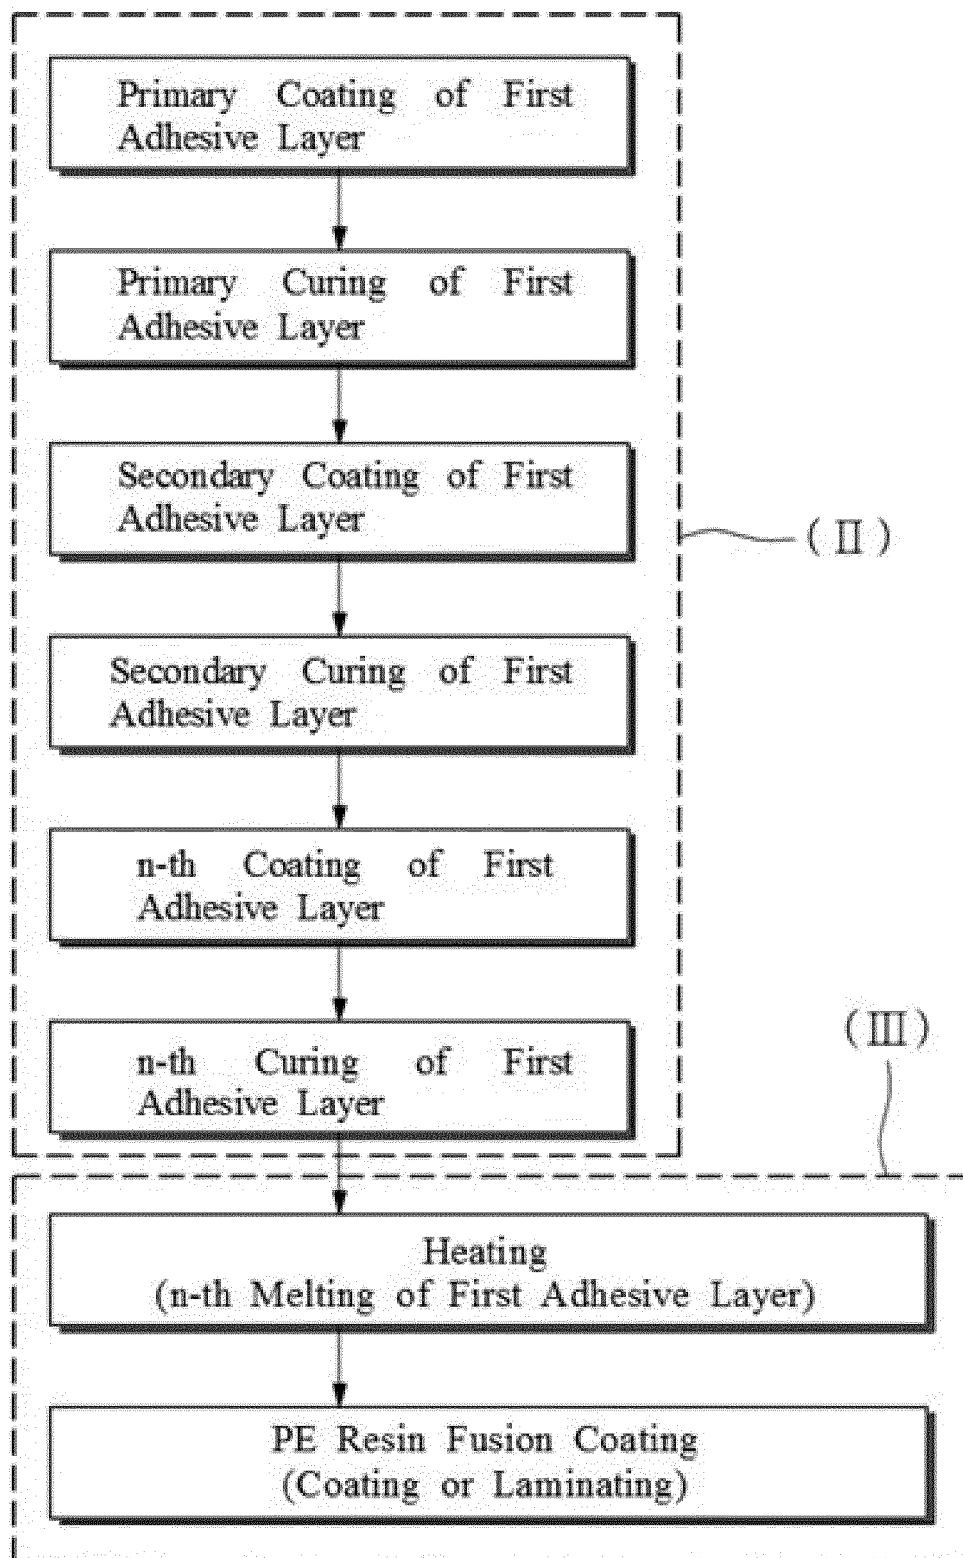 Primary Coating of First
Adhesive Layer
Primary Curing of First
Adhesive Layer
Secondary Coating of First
Adhesive Layer
(Ⅱ)
Secondary Curing of First
Adhesive Layer
n-th Coating of First
Adhesive Layer
(Ⅲ)
n-th Curing of First
Adhesive Layer
Heating
(n-th Melting of First Adhesive Layer)
PE Resin Fusion Coating
(Coating or Laminating)